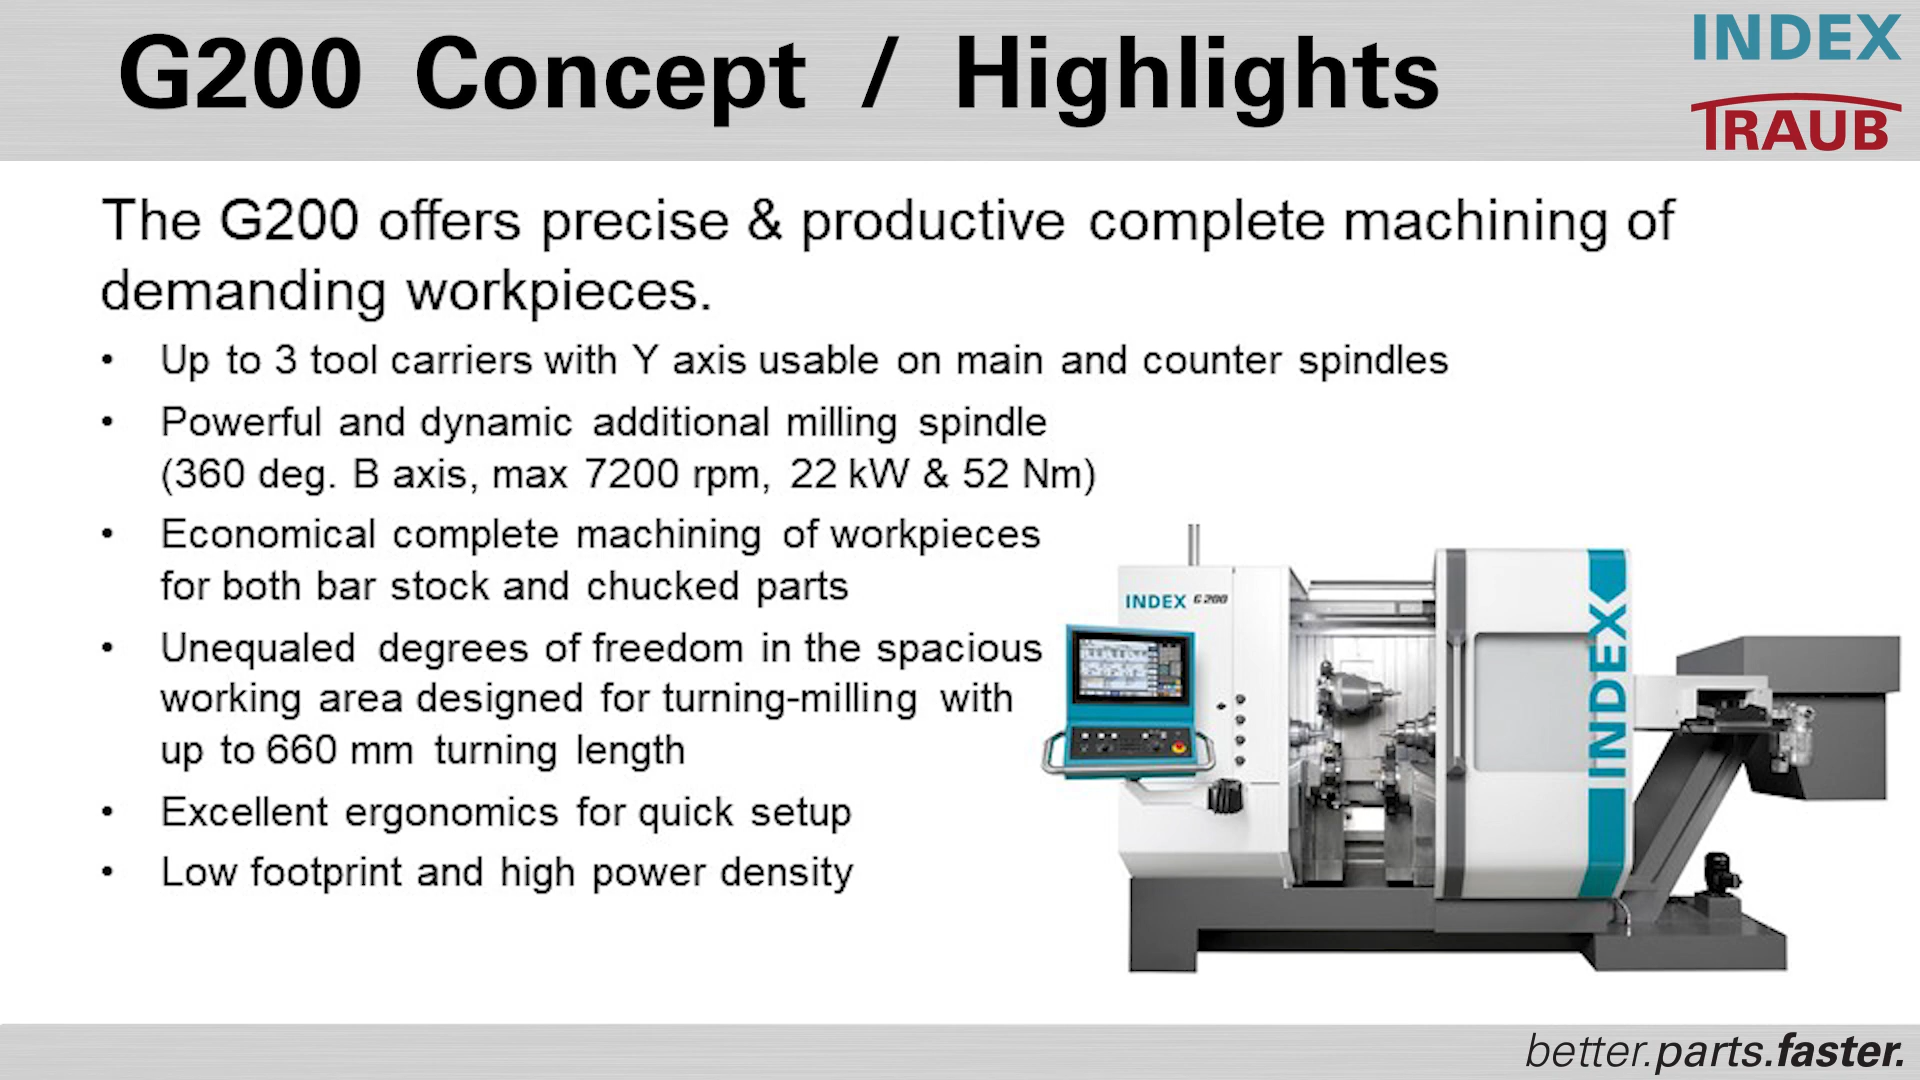 G200 Concept / Highlights
INDEX
TRAUB
The G200 offers precise & productive complete machining of
demanding workpieces.
• Up to 3 tool carriers with Y axis usable on main and counter spindles
• Powerful and dynamic additional milling spindle
(360 deg. B axis, max 7200 rpm, 22 kW & 52 Nm)
• Economical complete machining of workpieces
for both bar stock and chucked parts
• Unequaled degrees of freedom in the spacious
working area designed for turning-milling with
up to 660 mm turning length
• Excellent ergonomics for quick setup
• Low footprint and high power density
INDEX G200
INDEX
better.parts.faster.